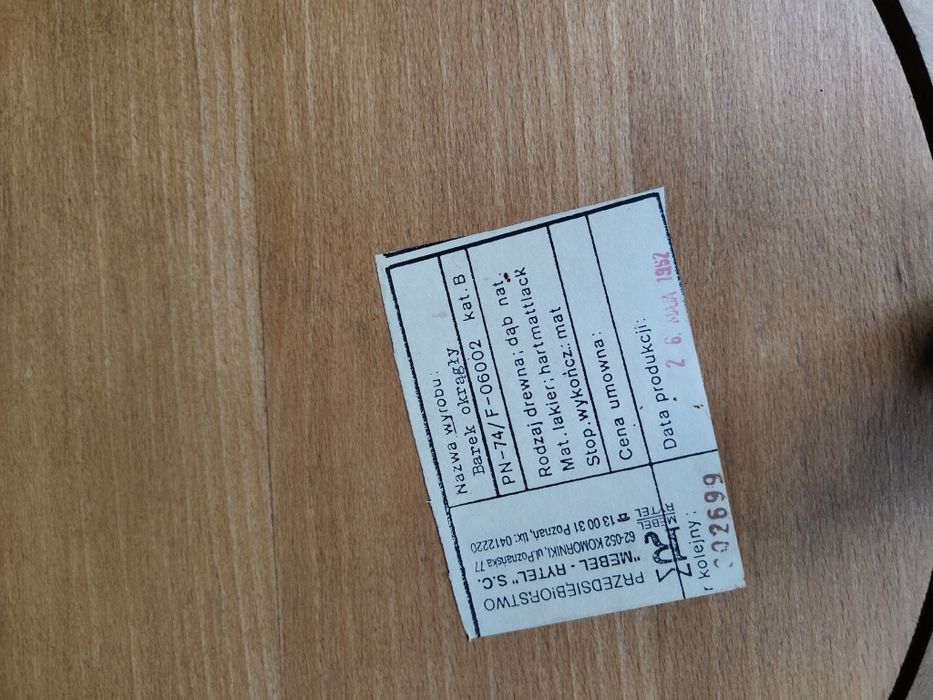 Nazwa wyrobu:
Barek okrągły kat.B
PN-74/F-06002
Rodzaj drewna: dąb nat.
Mat.lakier: hartmattlack
Stop.wykończ.: mat
Cena umowna:
Data produkcji:
2 6. MAJA 1992
PRZEDSIĘBIORSTWO
"MEBEL - RYTEL" S.C.
62-052 KOMORNIKI, ul.Poznańska 77
☎ 13 00 31 Poznań, tlx: 0412220
MEBEL
RYTEL
r kolejny:
002699